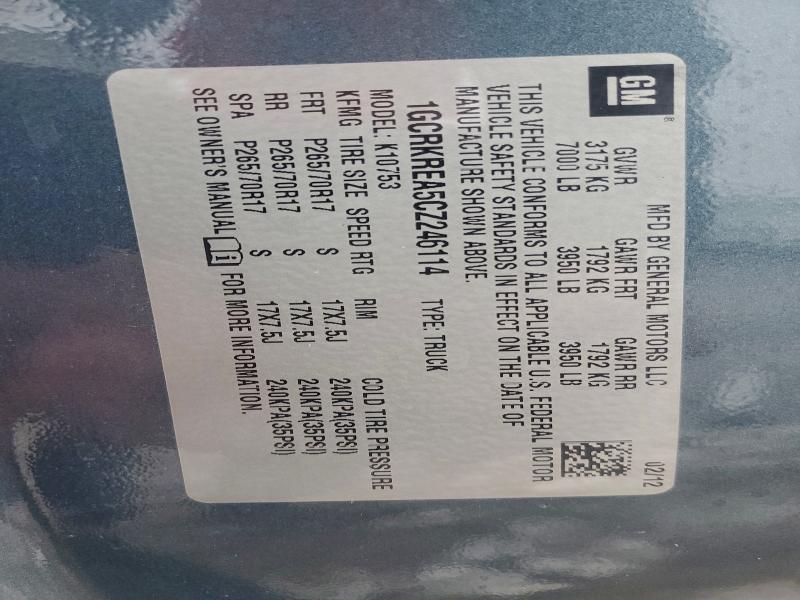 GM®
MFD BY GENERAL MOTORS LLC 02/12
GVWR GAWR FRT GAWR RR
3175 KG 1792 KG 1792 KG
7000 LB 3950 LB 3950 LB
THIS VEHICLE CONFORMS TO ALL APPLICABLE U.S. FEDERAL MOTOR
VEHICLE SAFETY STANDARDS IN EFFECT ON THE DATE OF
MANUFACTURE SHOWN ABOVE.
1GCRKREA5CZ246114 TYPE: TRUCK
MODEL: K10753
KFMG TIRE SIZE SPEED RTG RIM COLD TIRE PRESSURE
FRT P265/70R17 S 17X7.5J 240KPA(35PSI)
RR P265/70R17 S 17X7.5J 240KPA(35PSI)
SPA P265/70R17 S 17X7.5J 240KPA(35PSI)
SEE OWNER'S MANUAL i FOR MORE INFORMATION.